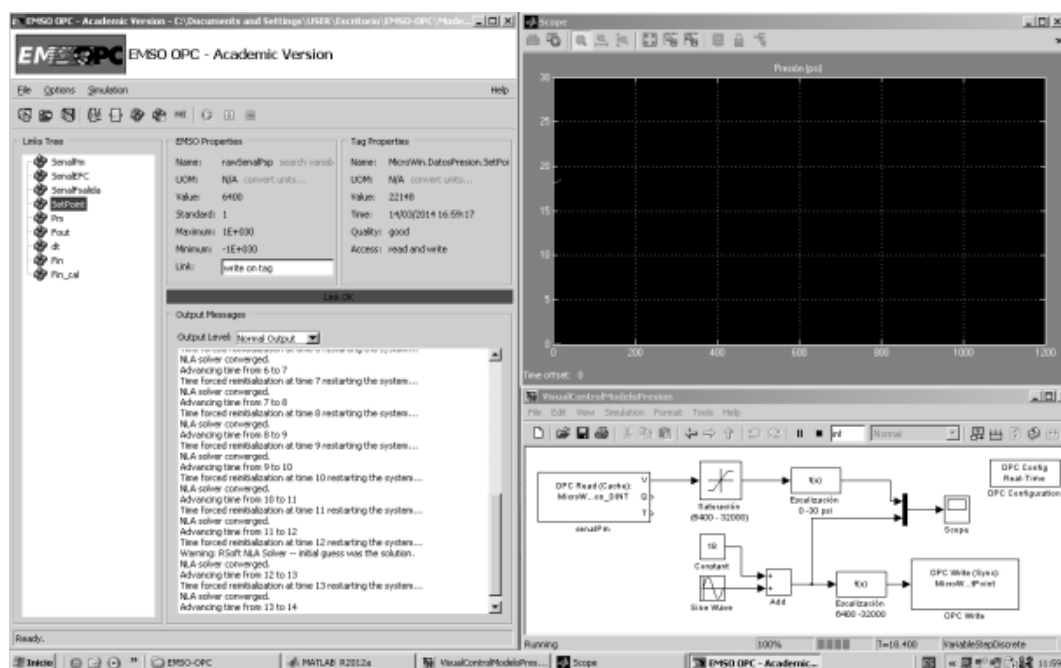 EMSO OPC - Academic Version - C:\Documents and Settings\USER\Escritorio\EMSO-OPC\Mode...
EMSO OPC
EMSO OPC - Academic Version
File Options Simulation Help
Links Tree
SenalPm
SenalEFC
SenalPsalida
SetPoint
Pm
Pout
dt
Pin
Pin_cal
EMSO Properties
Name: rawSenalPsp search variab
UOM: N/A convert units...
Value: 6400
Standard: 1
Maximum: 1E+030
Minimum: -1E+030
Link: write on tag
Tag Properties
Name: MicroWin.DatosPresion.SetPoi
UOM: N/A convert units...
Value: 22148
Time: 14/03/2014 16:59:17
Quality: good
Access: read and write
Link OK
Output Messages
Output Level: Normal Output
NLA solver converged.
Advancing time from 6 to 7
Time forced reinitialization at time 7 restarting the system...
NLA solver converged.
Advancing time from 7 to 8
Time forced reinitialization at time 8 restarting the system...
NLA solver converged.
Advancing time from 8 to 9
Time forced reinitialization at time 9 restarting the system...
NLA solver converged.
Advancing time from 9 to 10
Time forced reinitialization at time 10 restarting the system...
NLA solver converged.
Advancing time from 10 to 11
Time forced reinitialization at time 11 restarting the system...
NLA solver converged.
Advancing time from 11 to 12
Time forced reinitialization at time 12 restarting the system...
Warning: RSoft NLA Solver -- initial guess was the solution.
NLA solver converged.
Advancing time from 12 to 13
Time forced reinitialization at time 13 restarting the system...
NLA solver converged.
Advancing time from 13 to 14
Ready.
Scope
Presión (psi)
30
25
20
15
10
5
0
0 200 400 600 800 1000 1200
Time offset: 0
VisualControlModeloPresion
File Edit View Simulation Format Tools Help
inf Normal
OPC Read (Cache):
MicroW...on_DINT
V
Q
T
senalPm
Saturación
(6400 - 32000)
f(x)
Escalización
0 -30 psi
Scope
OPC Config
Real-Time
OPC Configuration
18
Constant
Sine Wave
Add
f(x)
Escalización
6400 -32000
OPC Write (Sync):
MicroW...tPoint
OPC Write
Running 100% T=18.400 VariableStepDiscrete
Inicio EMSO-OPC MATLAB R2012a VisualControlModeloPres... Scope EMSO OPC - Academic...